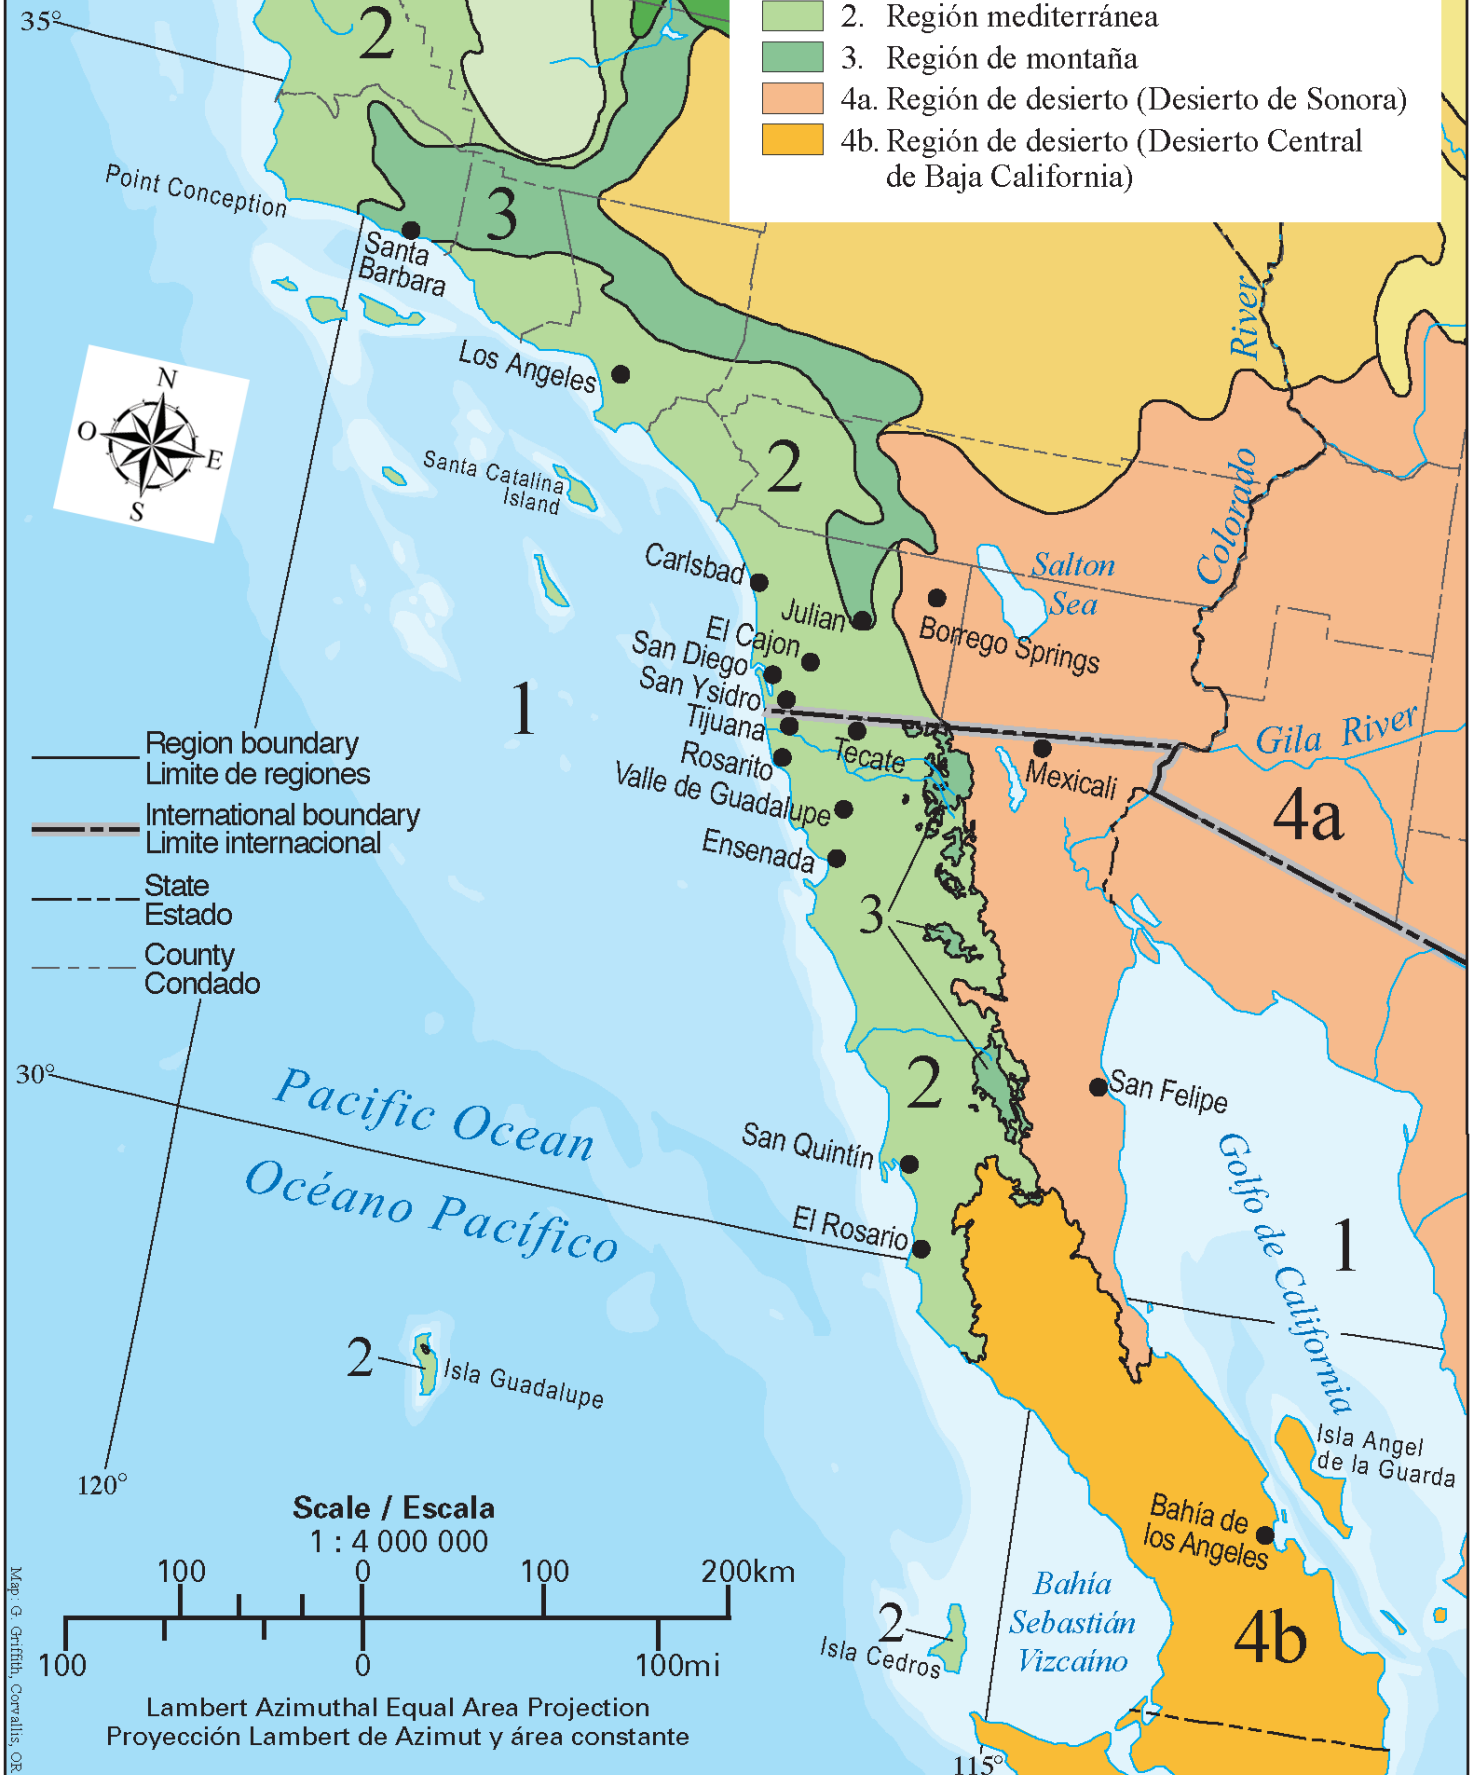 35°
2
2. Región mediterránea
3. Región de montaña
4a. Región de desierto (Desierto de Sonora)
4b. Región de desierto (Desierto Central
de Baja California)
Point Conception
3
Santa
Barbara
River
Los Angeles
N
O
E
S
Santa Catalina
Island
2
Colorado
Carlsbad
Salton
Sea
Julian
El Cajon
Borrego Springs
San Diego
San Ysidro
1
Tijuana
Tecate
Rosarito
Mexicali
Gila River
Valle de Guadalupe
4a
Ensenada
Region boundary
Limite de regiones
International boundary
Limite internacional
State
Estado
County
Condado
3
30°
2
San Felipe
Pacific Ocean
Océano Pacífico
San Quintín
El Rosario
Golfo de California
1
2
Isla Guadalupe
120°
Isla Angel
de la Guarda
Scale / Escala
1 : 4 000 000
100 0 100 200km
100 0 100mi
Bahía de
los Angeles
Bahía
Sebastián
Vizcaíno
2
Isla Cedros
4b
Lambert Azimuthal Equal Area Projection
Proyección Lambert de Azimut y área constante
115°
Map: G. Griffith, Corvallis, OR